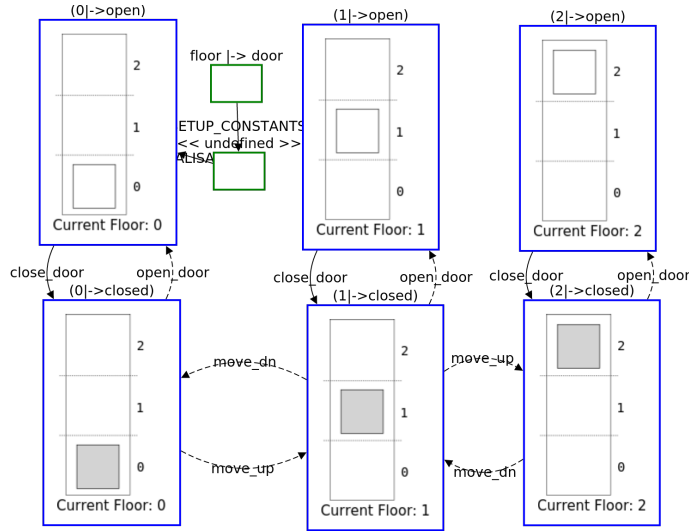 (0|->open)
(1|->open)
(2|->open)
floor |-> door
2
1
0
Current Floor: 0
ETUP_CONSTANTS
<< undefined >>
ALISA
2
1
0
Current Floor: 1
2
1
0
Current Floor: 2
close_door
open_door
close_door
open_door
close_door
open_door
(0|->closed)
(1|->closed)
(2|->closed)
2
1
0
Current Floor: 0
move_dn
move_up
2
1
0
Current Floor: 1
move_up
move_dn
2
1
0
Current Floor: 2